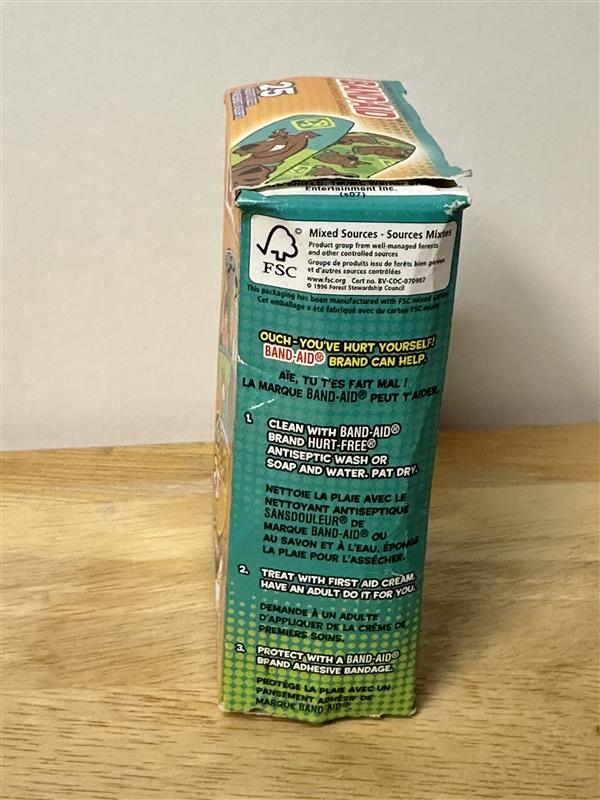 BAND-AID
25
Entertainment Inc.
(s07)
FSC
©
Mixed Sources - Sources Mixtes
Product group from well-managed forests
and other controlled sources
Groupe de produits issu de forêts bien gérées
et d'autres sources contrôlées
www.fsc.org Cert no. BV-COC-070907
© 1996 Forest Stewardship Council
This packaging has been manufactured with FSC mixed
Cet emballage a été fabriqué avec du carton FSC mixte
OUCH - YOU'VE HURT YOURSELF!
BAND-AID® BRAND CAN HELP.
AÏE, TU T'ES FAIT MAL !
LA MARQUE BAND-AID® PEUT T'AIDER.
1. CLEAN WITH BAND-AID®
BRAND HURT-FREE®
ANTISEPTIC WASH OR
SOAP AND WATER. PAT DRY.
NETTOIE LA PLAIE AVEC LE
NETTOYANT ANTISEPTIQUE
SANSDOULEUR® DE
MARQUE BAND-AID® OU
AU SAVON ET À L'EAU. ÉPONGE
LA PLAIE POUR L'ASSÉCHER.
2. TREAT WITH FIRST AID CREAM.
HAVE AN ADULT DO IT FOR YOU.
DEMANDE À UN ADULTE
D'APPLIQUER DE LA CRÈME DE
PREMIERS SOINS.
3. PROTECT WITH A BAND-AID®
BRAND ADHESIVE BANDAGE.
PROTÈGE LA PLAIE AVEC UN
PANSEMENT ADHÉSIF DE
MARQUE BAND-AID®